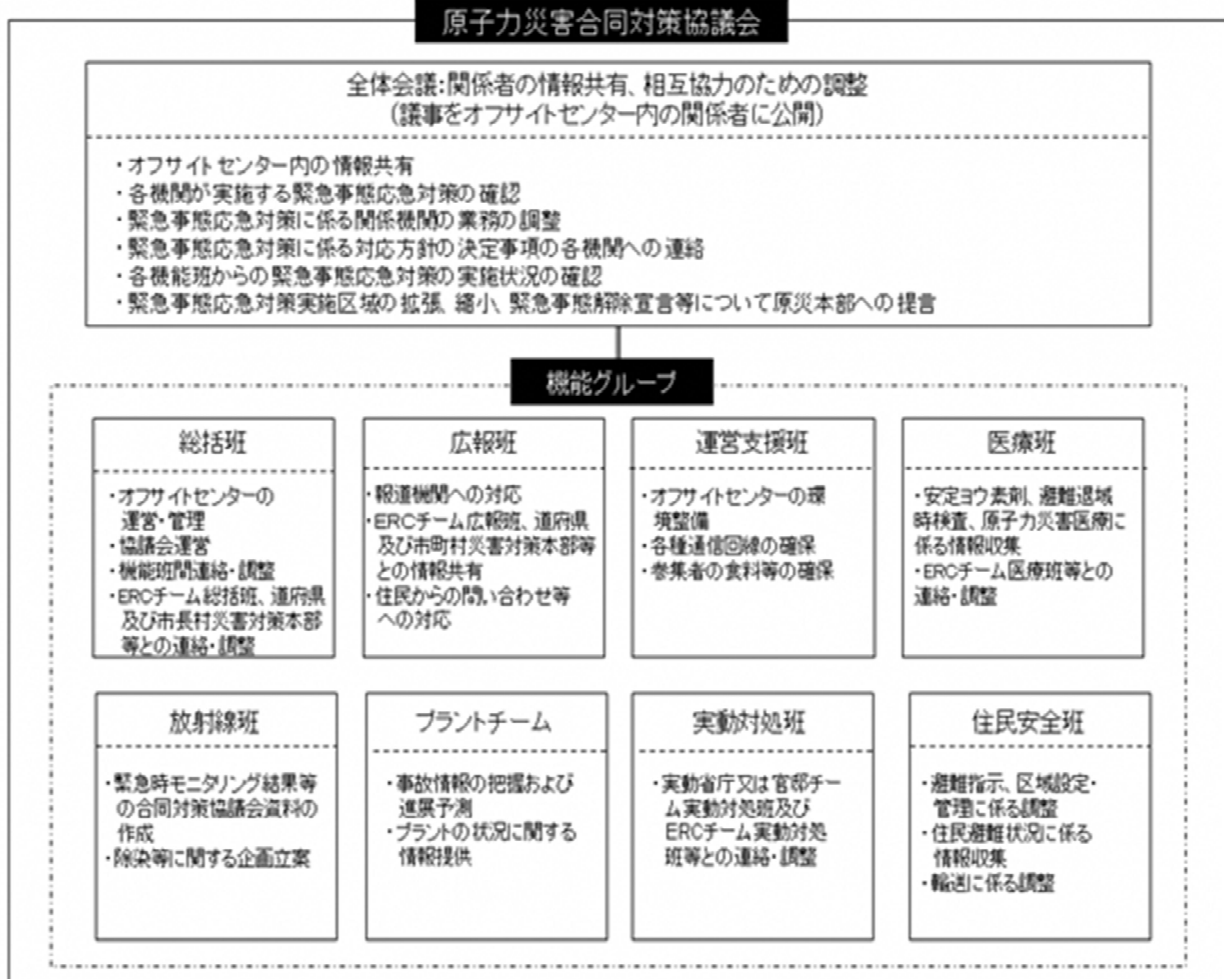 原子力災害合同対策協議会
全体会議:関係者の情報共有、相互協力のための調整
(議事をオフサイトセンター内の関係者に公開)
・オフサイトセンター内の情報共有
・各機関が実施する緊急事態応急対策の確認
・緊急事態応急対策に係る関係機関の業務の調整
・緊急事態応急対策に係る対応方針の決定事項の各機関への連絡
・各機能班からの緊急事態応急対策の実施状況の確認
・緊急事態応急対策実施区域の拡張、縮小、緊急事態解除宣言等について原災本部への提言
機能グループ
総括班
・オフサイトセンターの
運営・管理
・協議会運営
・機能班間連絡・調整
・ERCチーム総括班、道府県
及び市長村災害対策本部
等との連絡・調整
広報班
・報道機関への対応
・ERCチーム広報班、道府県
及び市町村災害対策本部等
との情報共有
・住民からの問い合わせ等
への対応
運営支援班
・オフサイトセンターの環
境整備
・各種通信回線の確保
・参集者の食料等の確保
医療班
・安定ヨウ素剤、避難退域
時検査、原子力災害医療に
係る情報収集
・ERCチーム医療班等との
連絡・調整
放射線班
・緊急時モニタリング結果等
の合同対策協議会資料の
作成
・除染等に関する企画立案
プラントチーム
・事故情報の把握および
進展予測
・プラントの状況に関する
情報提供
実動対処班
・実動省庁又は官邸チー
ム実動対処班及び
ERCチーム実動対処
班等との連絡・調整
住民安全班
・避難指示、区域設定・
管理に係る調整
・住民避難状況に係る
情報収集
・輸送に係る調整